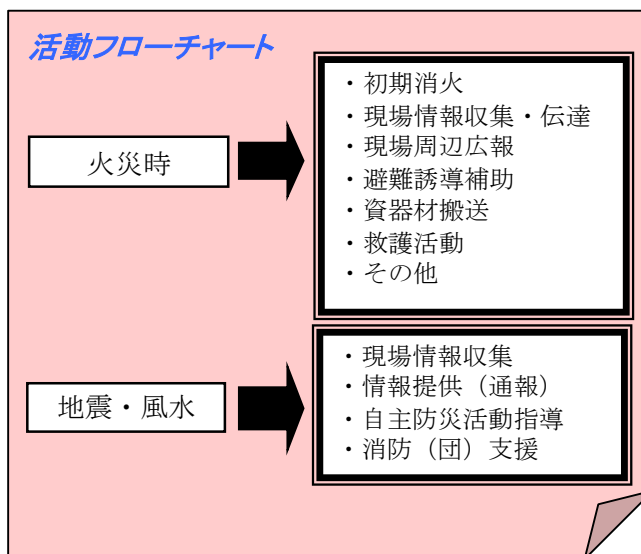 活動フローチャート
火災時
・初期消火
・現場情報収集・伝達
・現場周辺広報
・避難誘導補助
・資器材搬送
・救護活動
・その他
地震・風水
・現場情報収集
・情報提供（通報）
・自主防災活動指導
・消防（団）支援